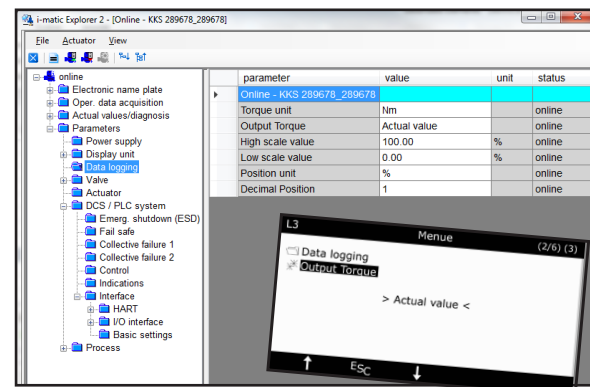 i-matic Explorer 2 - [Online - KKS 289678_289678]
File Actuator View
online
Electronic name plate
Oper. data acquisition
Actual values/diagnosis
Parameters
Power supply
Display unit
Data logging
Valve
Actuator
DCS / PLC system
Emerg. shutdown (ESD)
Fail safe
Collective failure 1
Collective failure 2
Control
Indications
Interface
HART
I/O interface
Basic settings
Process
parameter value unit status
Online - KKS 289678_289678
Torque unit Nm online
Output Torque Actual value online
High scale value 100.00 % online
Low scale value 0.00 % online
Position unit % online
Decimal Position 1 online
L3 Menue (2/6) (3)
Data logging
Output Torque
> Actual value <
ESC